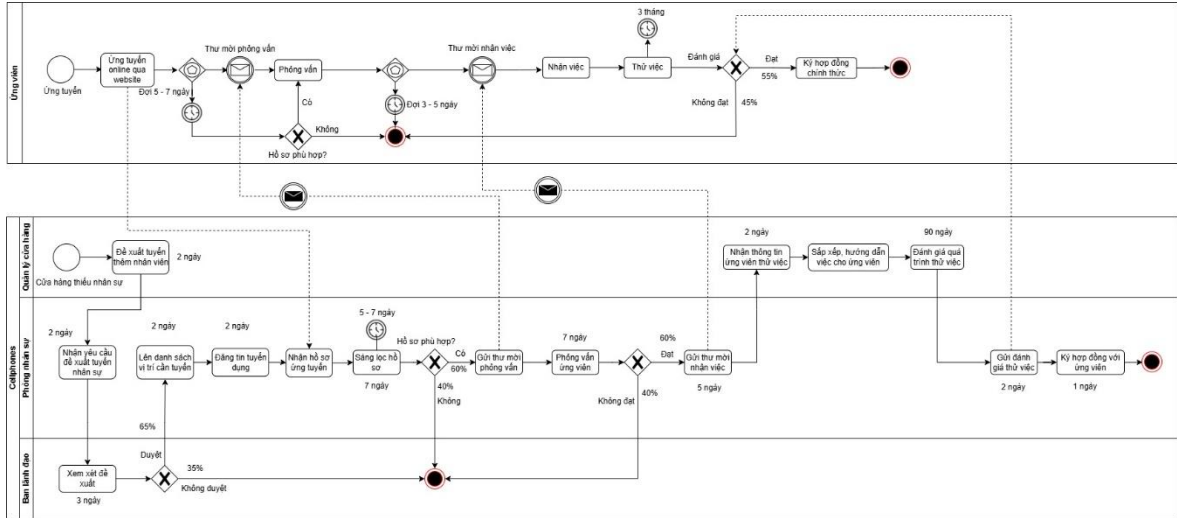 Ứng viên
Ứng tuyển
Ứng tuyển
online qua
website
Đợi 5 - 7 ngày
Thư mời phỏng vấn
Phỏng vấn
Có
Không
Hồ sơ phù hợp?
Đợi 3 - 5 ngày
Thư mời nhận việc
Nhận việc
3 tháng
Thử việc
Đánh giá
Đạt
55%
Không đạt
45%
Ký hợp đồng
chính thức
Cellphones
Quản lý cửa hàng
Cửa hàng thiếu nhân sự
Đề xuất tuyển
thêm nhân viên
2 ngày
2 ngày
Nhận thông tin
ứng viên thử việc
Sắp xếp, hướng dẫn
việc cho ứng viên
90 ngày
Đánh giá quá
trình thử việc
Phòng nhân sự
2 ngày
Nhận yêu cầu
đề xuất tuyển
nhân sự
2 ngày
Lên danh sách
vị trí cần tuyển
2 ngày
Đăng tin tuyển
dụng
Nhận hồ sơ
ứng tuyển
5 - 7 ngày
Sàng lọc hồ
sơ
7 ngày
Hồ sơ phù hợp?
Có
60%
40%
Không
Gửi thư mời
phỏng vấn
7 ngày
Phỏng vấn
ứng viên
60%
Đạt
40%
Không đạt
Gửi thư mời
nhận việc
5 ngày
Gửi đánh
giá thử việc
2 ngày
Ký hợp đồng với
ứng viên
1 ngày
Ban lãnh đạo
65%
Duyệt
35%
Không duyệt
Xem xét đề
xuất
3 ngày